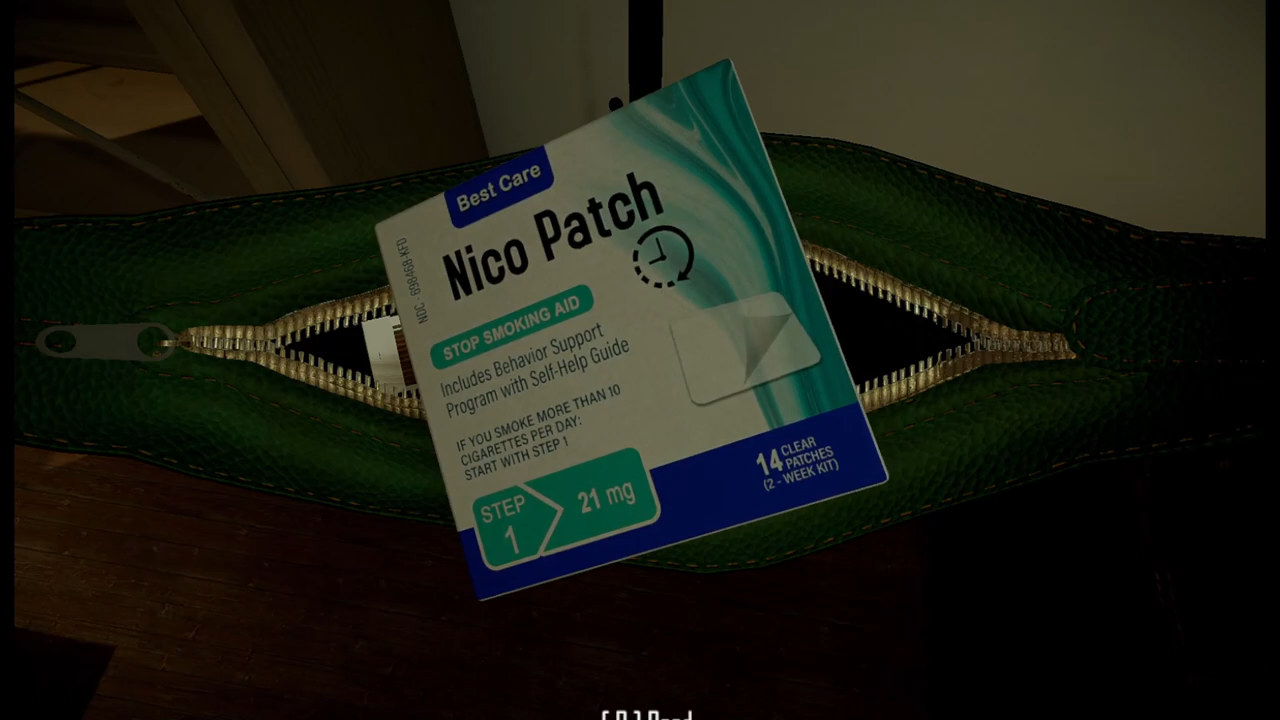 Best Care
Nico Patch
NDC - 898468-KFD
STOP SMOKING AID
Includes Behavior Support
Program with Self-Help Guide
IF YOU SMOKE MORE THAN 10
CIGARETTES PER DAY:
START WITH STEP 1
STEP
1
21 mg
14 CLEAR
PATCHES
(2 - WEEK KIT)